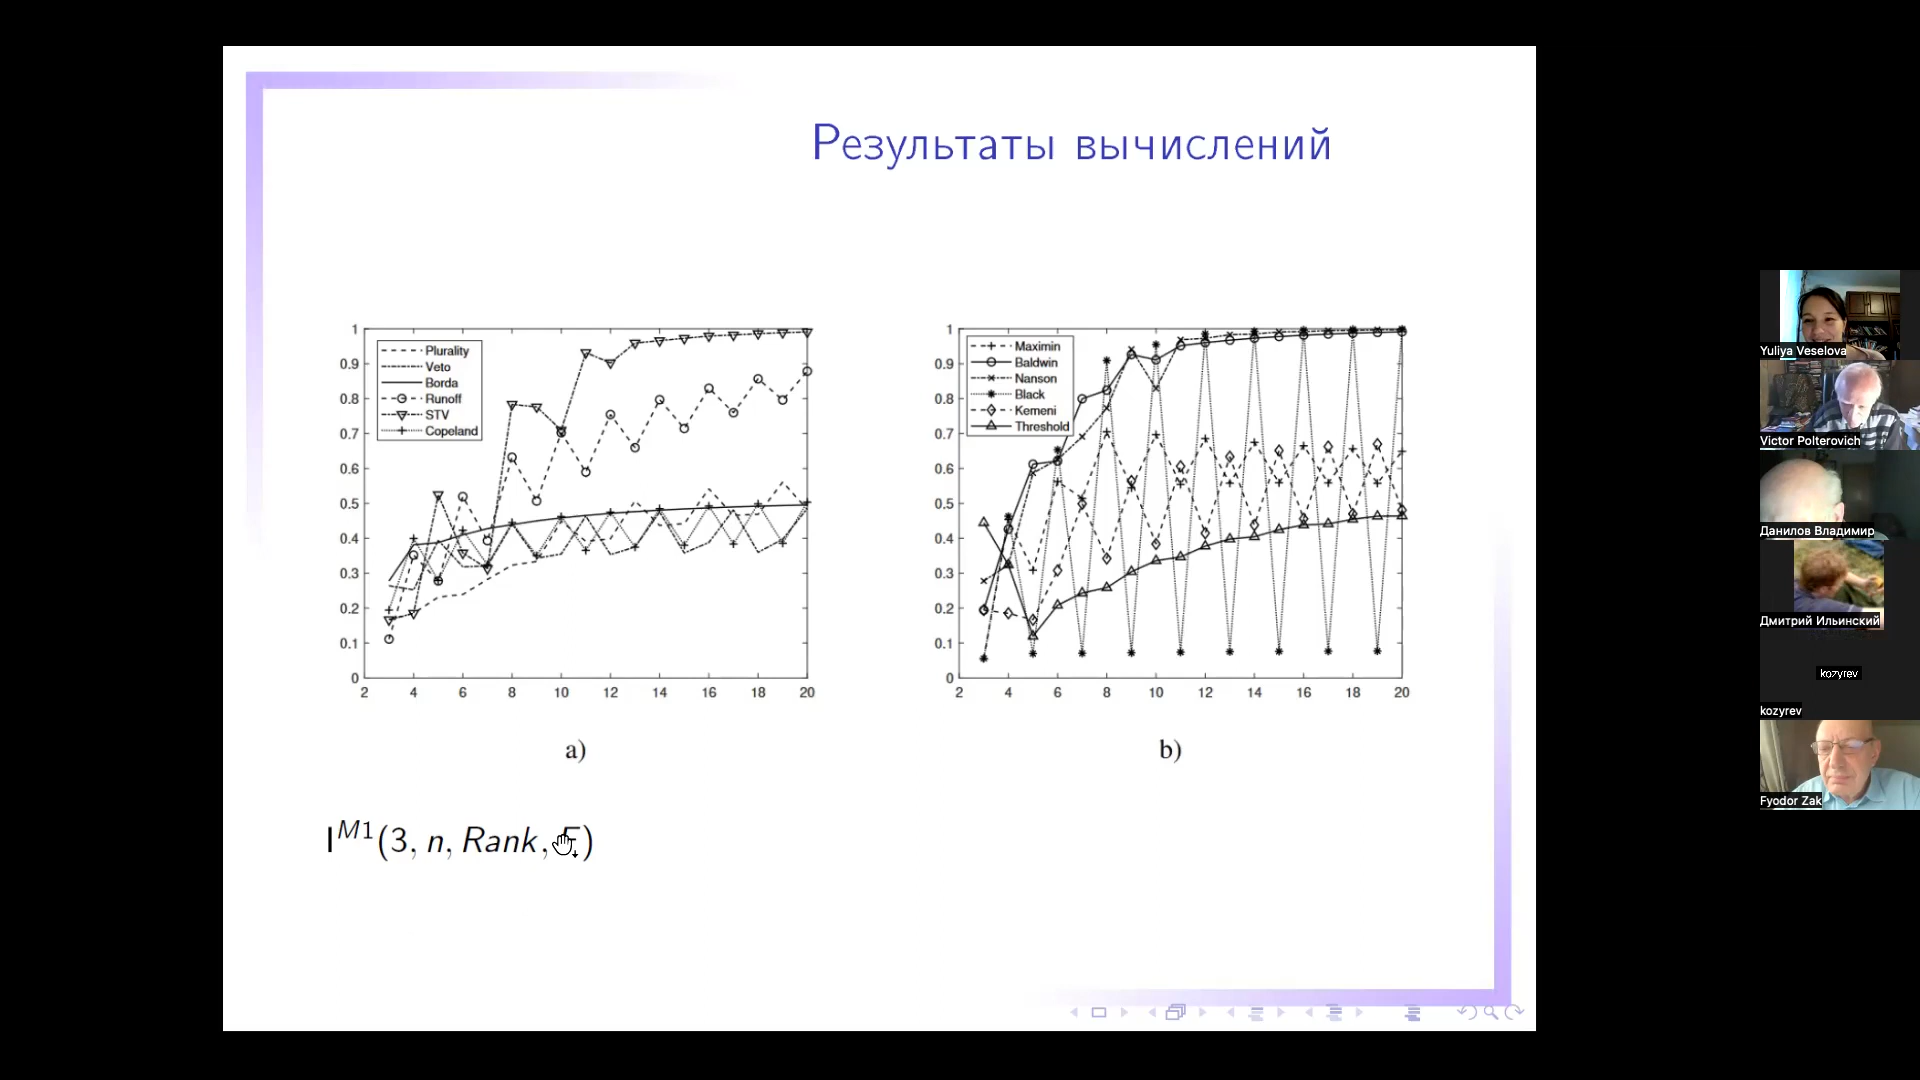 Результаты вычислений
1
0.9
0.8
0.7
0.6
0.5
0.4
0.3
0.2
0.1
0
2 4 6 8 10 12 14 16 18 20
Plurality
Veto
Borda
Runoff
STV
Copeland
a)
1
0.9
0.8
0.7
0.6
0.5
0.4
0.3
0.2
0.1
0
2 4 6 8 10 12 14 16 18 20
Maximin
Baldwin
Nanson
Black
Kemeni
Threshold
b)
I^{M1}(3, n, Rank, F)
Yuliya Veselova
Victor Polterovich
Данилов Владимир
Дмитрий Ильинский
kozyrev
kozyrev
Fyodor Zak